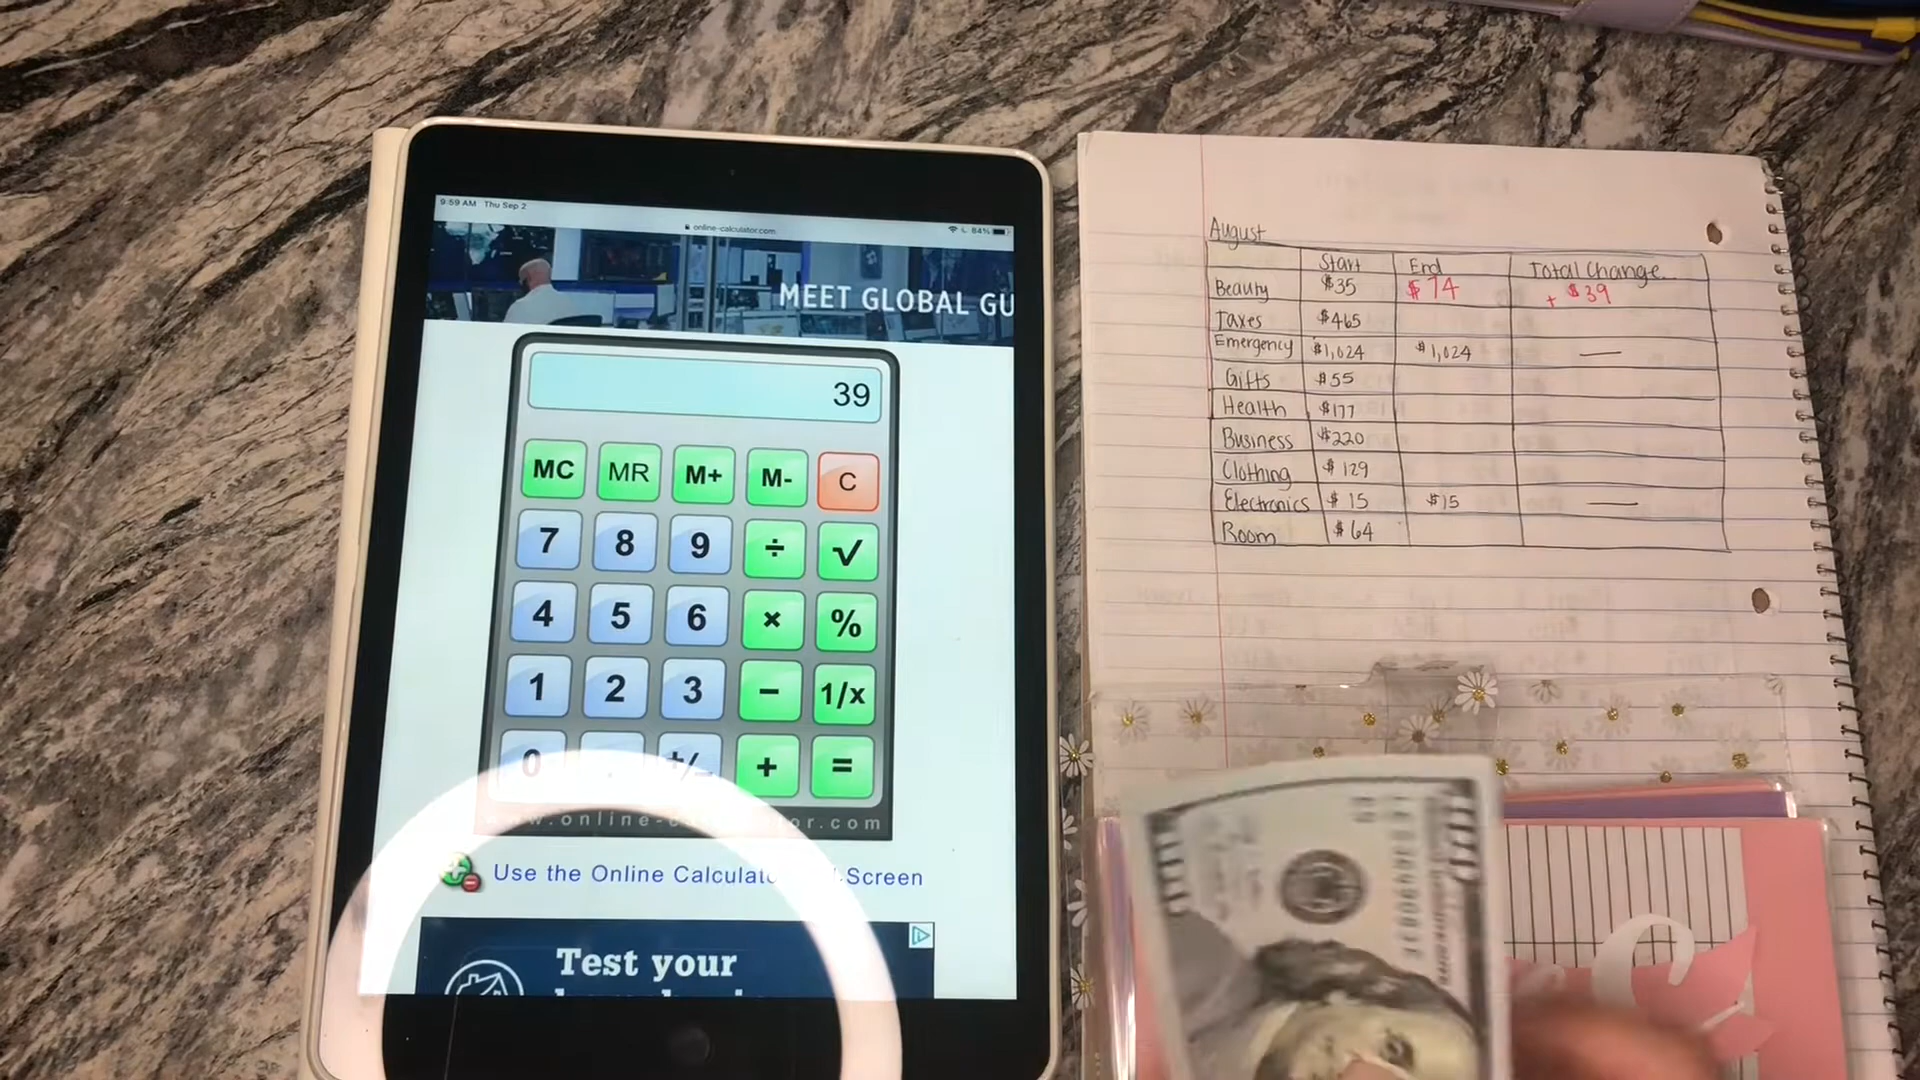 9:59 AM Thu Sep 2
online-calculator.com
84%
MEET GLOBAL GU
39
MC MR M+ M- C
7 8 9 ÷ √
4 5 6 × %
1 2 3 − 1/x
0 . +/− + =
Use the Online Calculato Screen
Test your
August
Start End Total Change
Beauty $35 $74 + $39
Taxes $465
Emergency $1,024 $1,024 —
Gifts $55
Health $177
Business $220
Clothing $129
Electronics $15 $15 —
Room $64